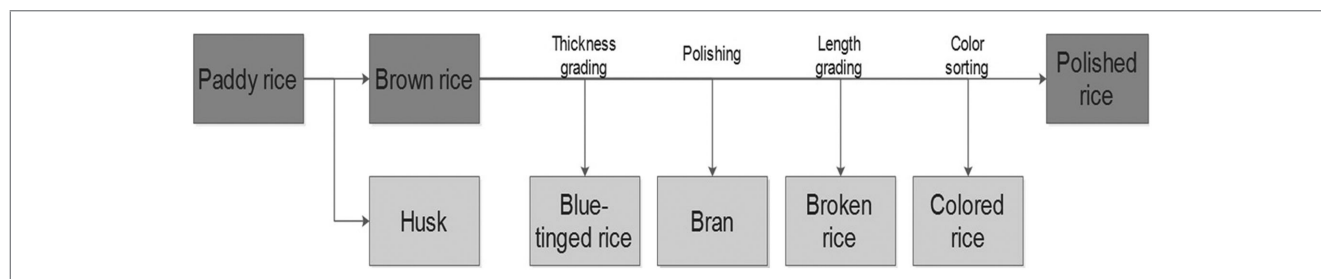 Paddy rice
Brown rice
Thickness
grading
Polishing
Length
grading
Color
sorting
Polished
rice
Husk
Blue-
tinged rice
Bran
Broken
rice
Colored
rice